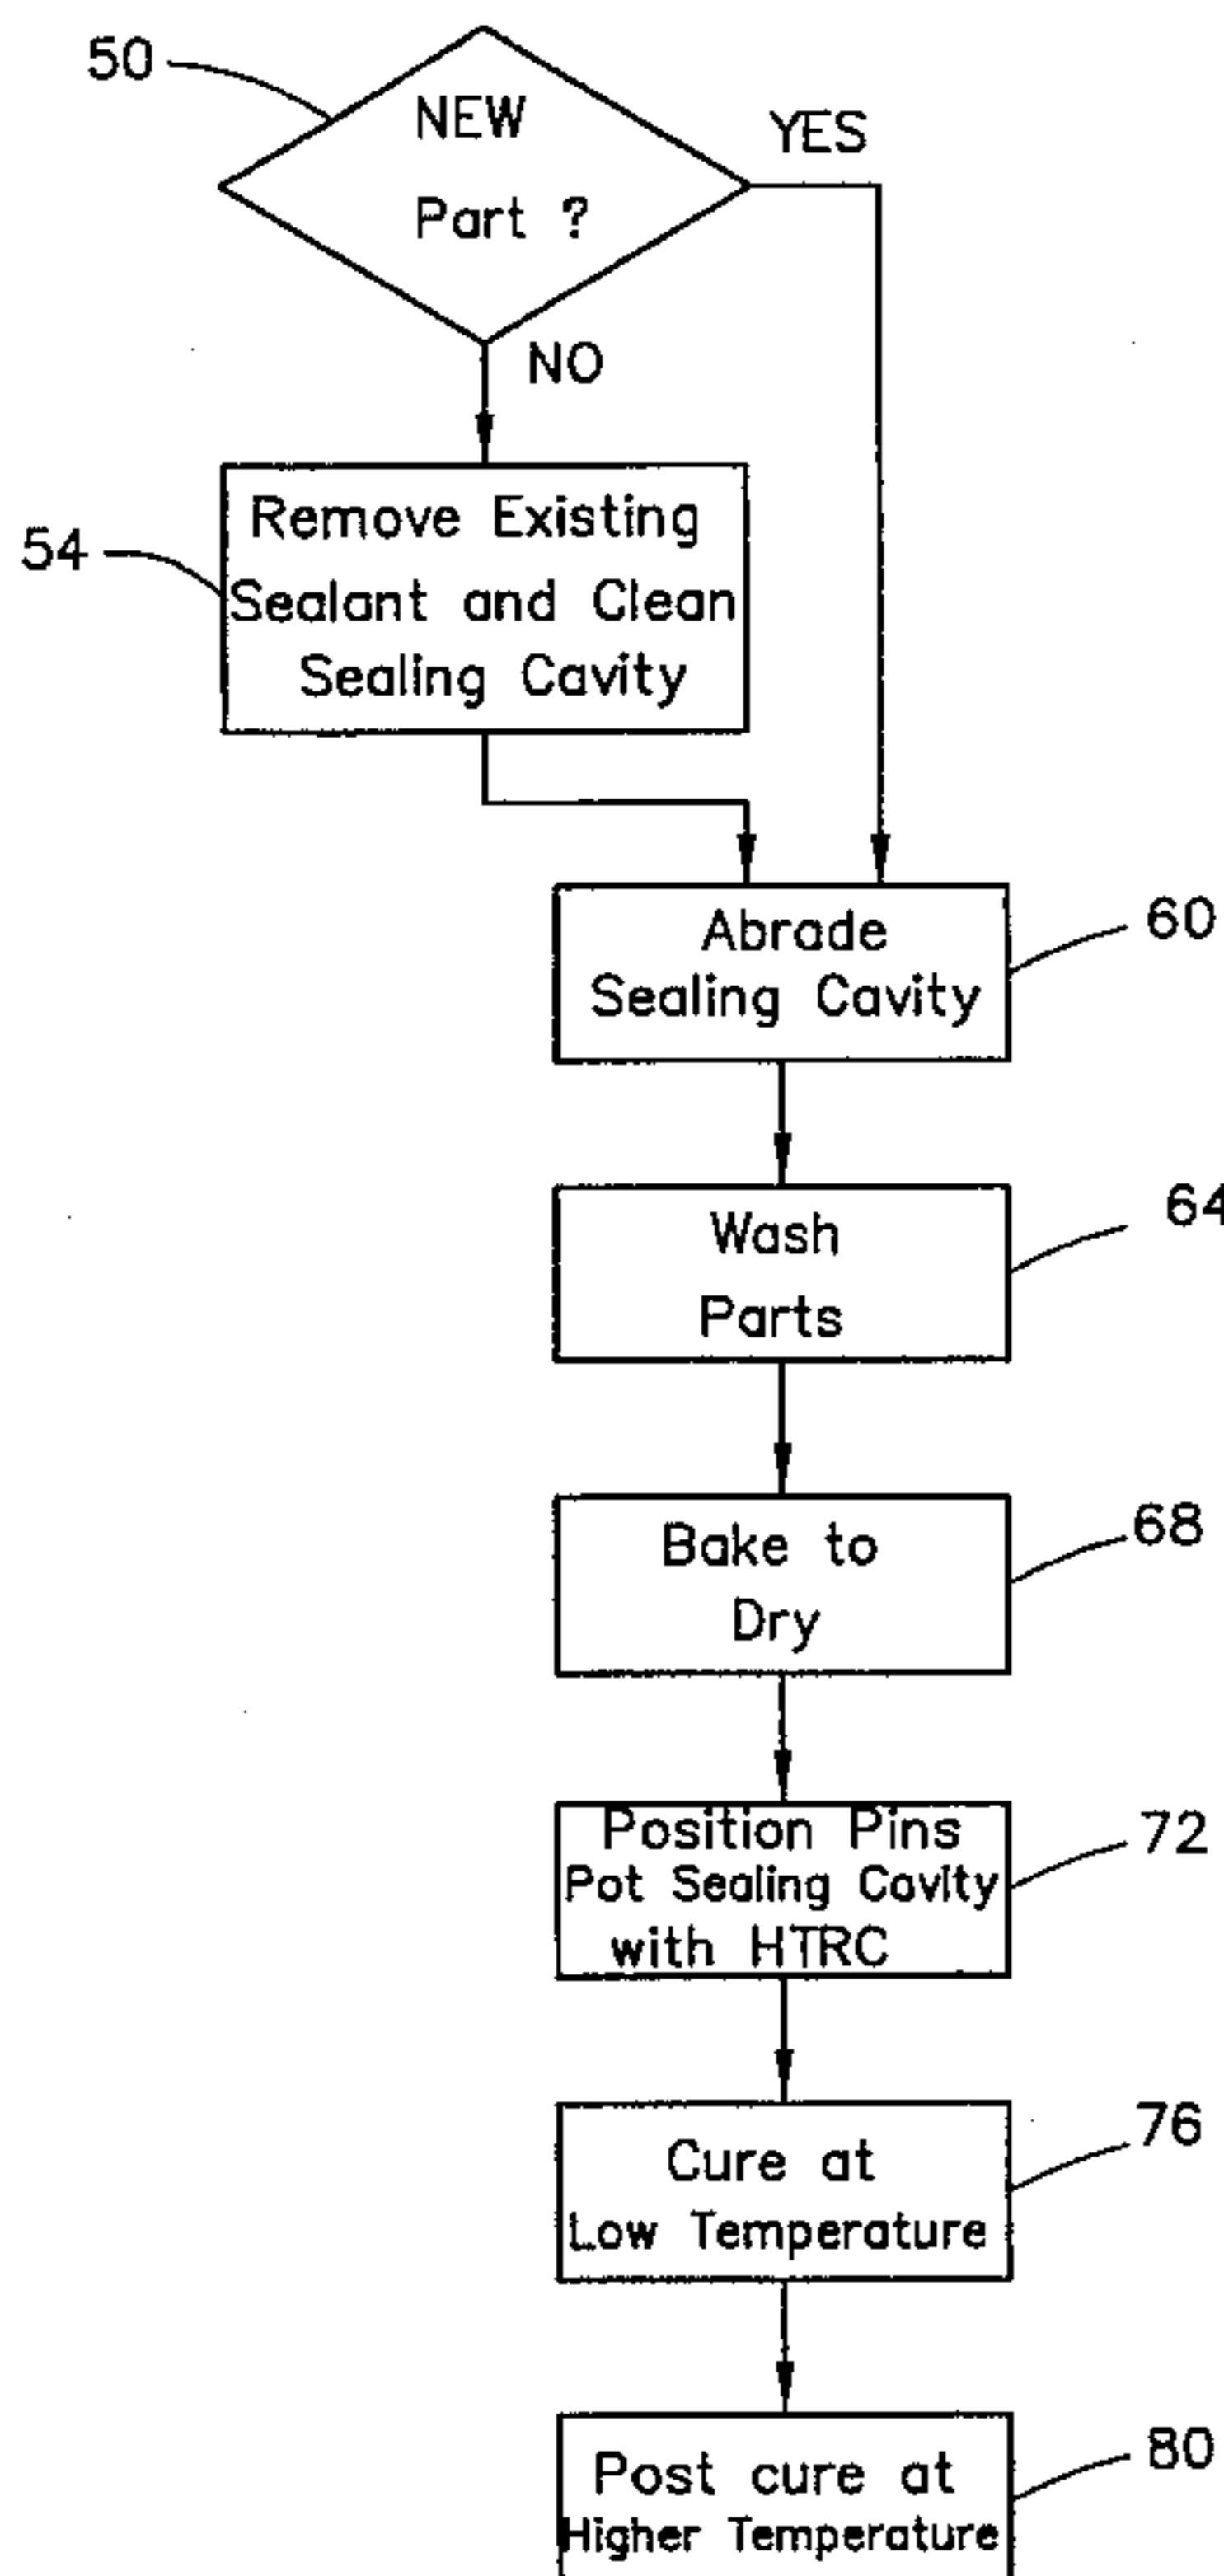 50
NEW
Part ?
YES
NO
54
Remove Existing
Sealant and Clean
Sealing Cavity
Abrade
Sealing Cavity
60
Wash
Parts
64
Bake to
Dry
68
Position Pins
Pot Sealing Cavity
with HTRC
72
Cure at
Low Temperature
76
Post cure at
Higher Temperature
80